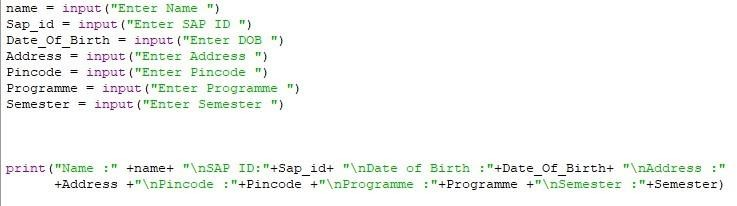 name = input("Enter Name ")
Sap_id = input("Enter SAP ID ")
Date_Of_Birth = input("Enter DOB ")
Address = input("Enter Address ")
Pincode = input("Enter Pincode ")
Programme = input("Enter Programme ")
Semester = input("Enter Semester ")
print("Name :" +name+ "\nSAP ID:"+Sap_id+ "\nDate of Birth :"+Date_Of_Birth+ "\nAddress :"
+Address +"\nPincode :"+Pincode +"\nProgramme :"+Programme +"\nSemester :"+Semester)